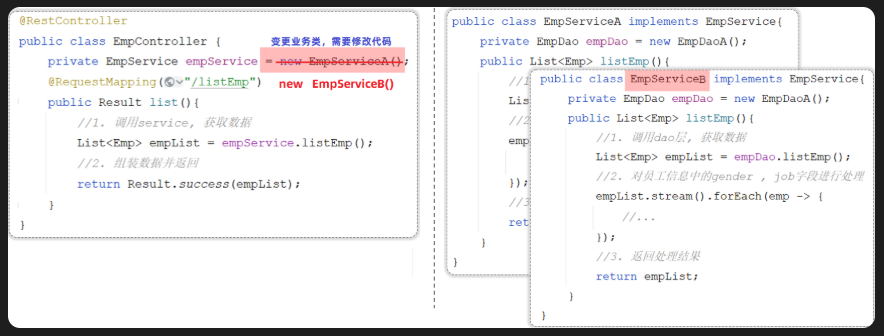 @RestController
public class EmpController {
变更业务类,需要修改代码
private EmpService empService = new EmpServiceA();
@RequestMapping("/listEmp")
new EmpServiceB()
public Result list(){
//1. 调用service, 获取数据
List<Emp> empList = empService.listEmp();
//2. 组装数据并返回
return Result.success(empList);
}
}
public class EmpServiceA implements EmpService{
private EmpDao empDao = new EmpDaoA();
public List<Emp> listEmp(){
//1
Lis
//2
emp
});
//3
ret
}
}
public class EmpServiceB implements EmpService{
private EmpDao empDao = new EmpDaoA();
public List<Emp> listEmp(){
//1. 调用dao层, 获取数据
List<Emp> empList = empDao.listEmp();
//2. 对员工信息中的gender , job字段进行处理
empList.stream().forEach(emp -> {
//...
});
//3. 返回处理结果
return empList;
}
}